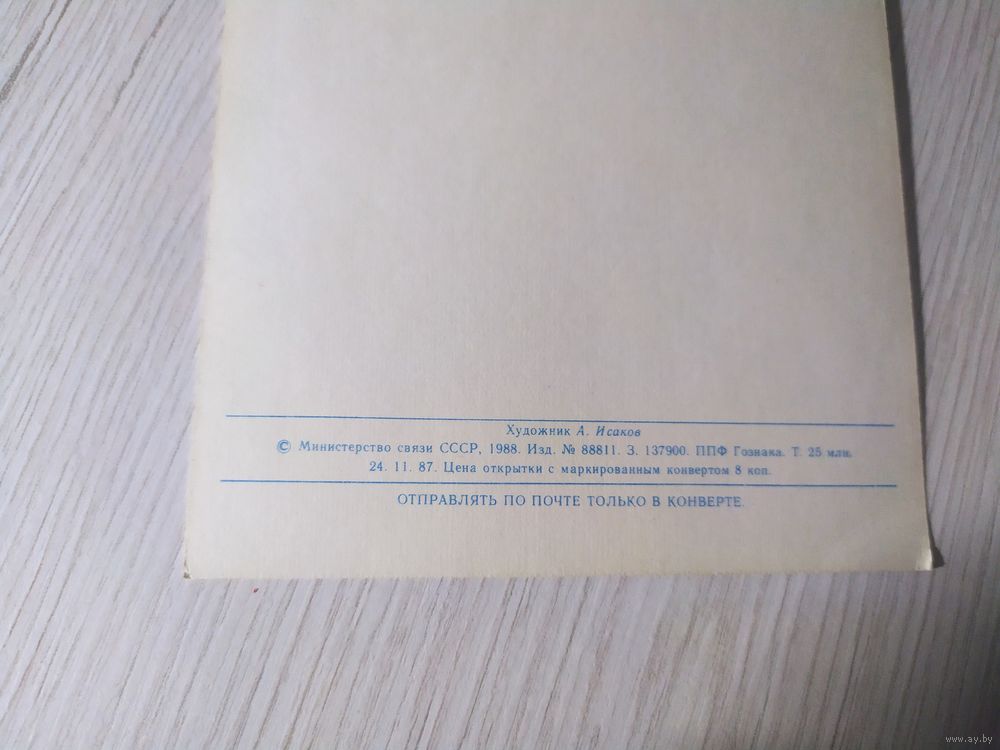 Художник А. Исаков
© Министерство связи СССР, 1988. Изд. № 88811. З. 137900. ППФ Гознака. Т. 25 млн.
24. 11. 87. Цена открытки с маркированным конвертом 8 коп.
ОТПРАВЛЯТЬ ПО ПОЧТЕ ТОЛЬКО В КОНВЕРТЕ.
www.ay.by